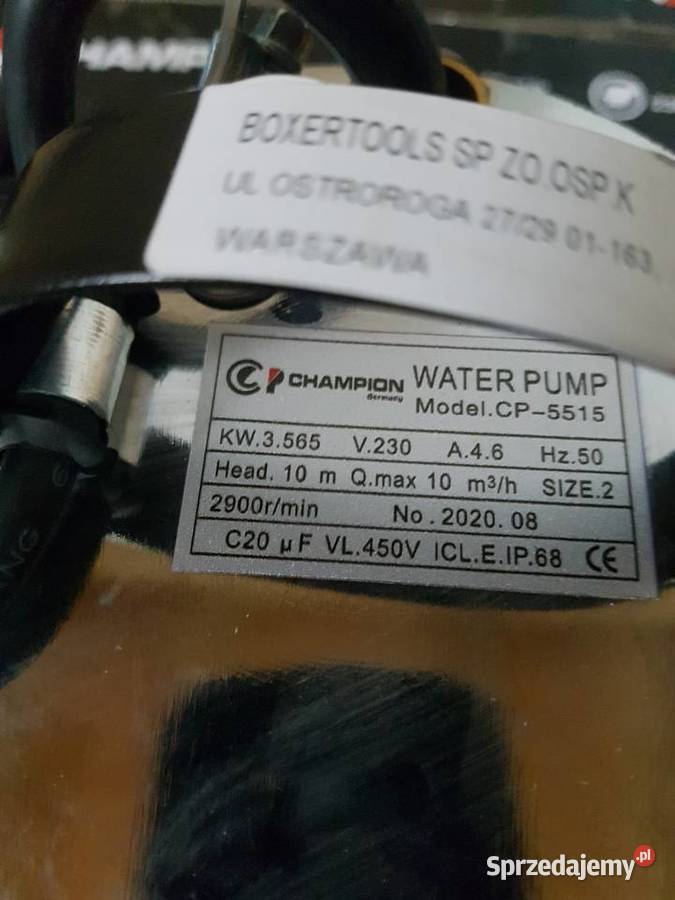 CHAMP
BOXERTOOLS SP ZO.OSP.K
UL OSTROROGA 27/29 01-163,
WARSZAWA
CP CHAMPION
Germany
WATER PUMP
Model.CP-5515
KW.3.565 V.230 A.4.6 Hz.50
Head. 10 m Q.max 10 m³/h SIZE.2
2900r/min No.2020.08
C20 µF VL.450V ICL.E.IP.68 CE
Sprzedajemy.pl